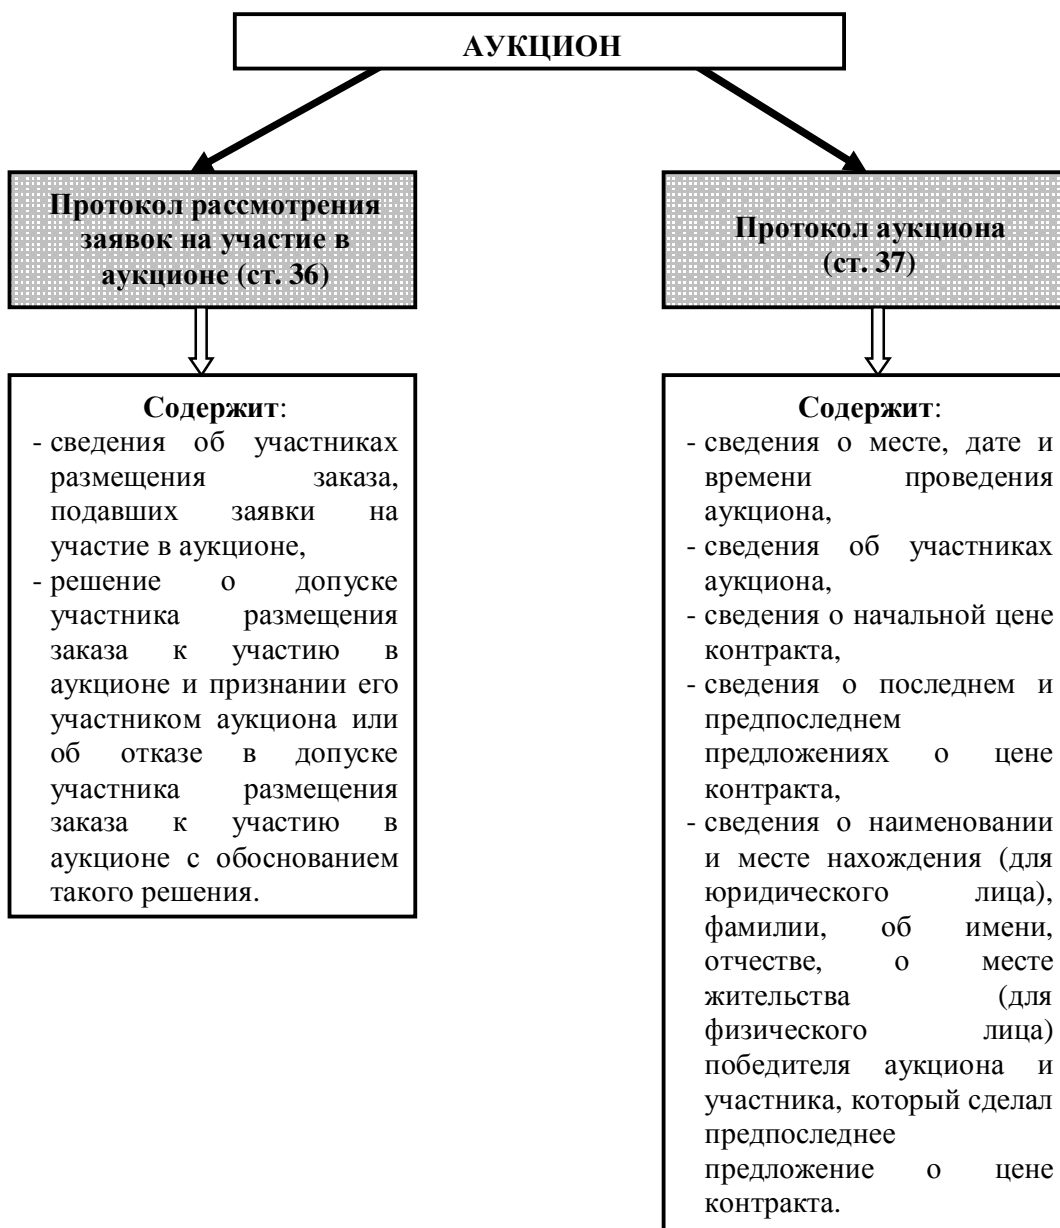 АУКЦИОН
Протокол рассмотрения
заявок на участие в
аукционе (ст. 36)
Содержит:
- сведения об участниках
размещения заказа,
подавших заявки на
участие в аукционе,
- решение о допуске
участника размещения
заказа к участию в
аукционе и признании его
участником аукциона или
об отказе в допуске
участника размещения
заказа к участию в
аукционе с обоснованием
такого решения.
Протокол аукциона
(ст. 37)
Содержит:
- сведения о месте, дате и
времени проведения
аукциона,
- сведения об участниках
аукциона,
- сведения о начальной цене
контракта,
- сведения о последнем и
предпоследнем
предложениях о цене
контракта,
- сведения о наименовании
и месте нахождения (для
юридического лица),
фамилии, об имени,
отчестве, о месте
жительства (для
физического лица)
победителя аукциона и
участника, который сделал
предпоследнее
предложение о цене
контракта.